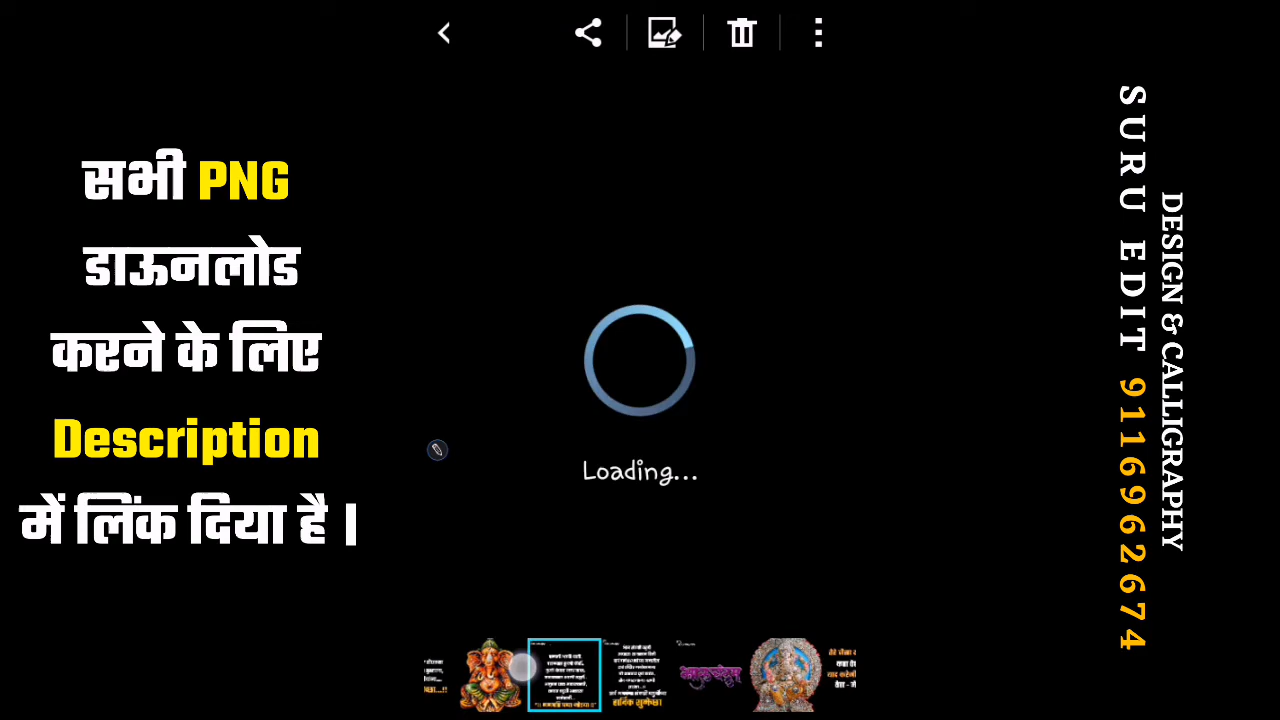 सभी PNG
डाऊनलोड
करने के लिए
Description
में लिंक दिया है |
Loading...
SURU EDIT 9116962674
DESIGN & CALLIGRAPHY
हार्दिक शुभेच्छा